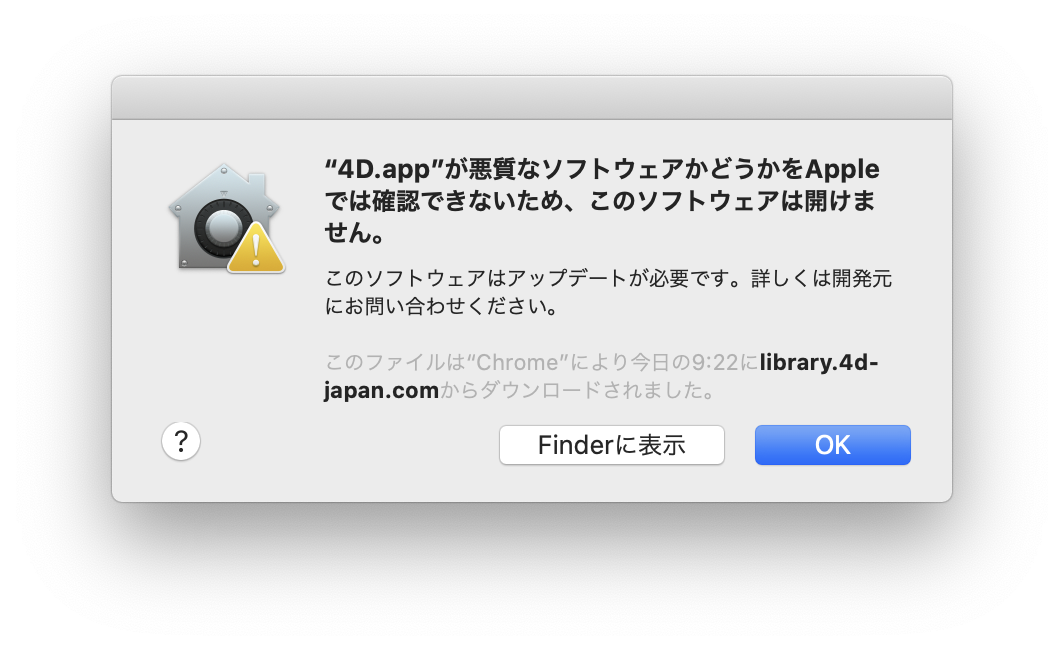 “4D.app”が悪質なソフトウェアかどうかをApple
では確認できないため、このソフトウェアは開けま
せん。
このソフトウェアはアップデートが必要です。詳しくは開発元
にお問い合わせください。
このファイルは“Chrome”により今日の9:22にlibrary.4d-
japan.comからダウンロードされました。
?
Finderに表示
OK